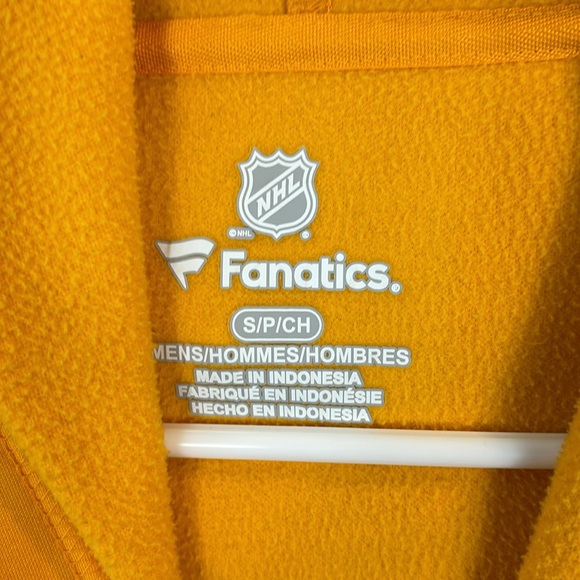 NHL
©NHL
Fanatics®
S/P/CH
MENS/HOMMES/HOMBRES
MADE IN INDONESIA
FABRIQUÉ EN INDONÉSIE
HECHO EN INDONESIA